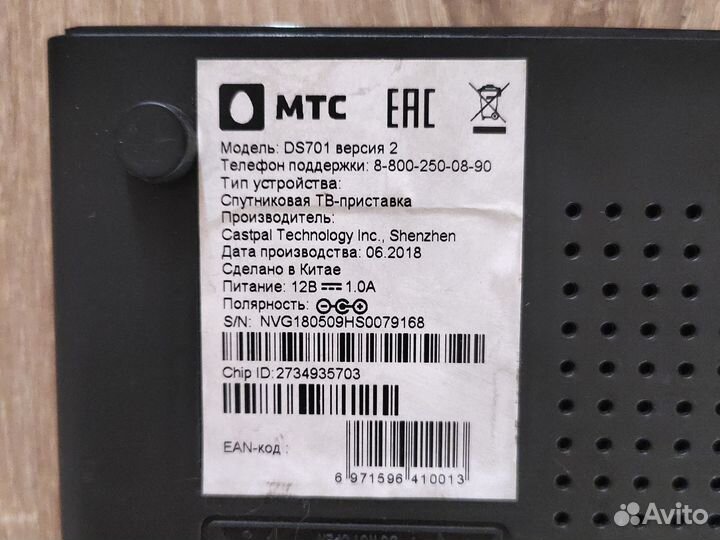 МТС EAC
Модель: DS701 версия 2
Телефон поддержки: 8-800-250-08-90
Тип устройства:
Спутниковая ТВ-приставка
Производитель:
Castpal Technology Inc., Shenzhen
Дата производства: 06.2018
Сделано в Китае
Питание: 12В 1.0А
Полярность:
S/N: NVG180509HS0079168
Chip ID:2734935703
EAN-код :
6 971596 410013
Avito